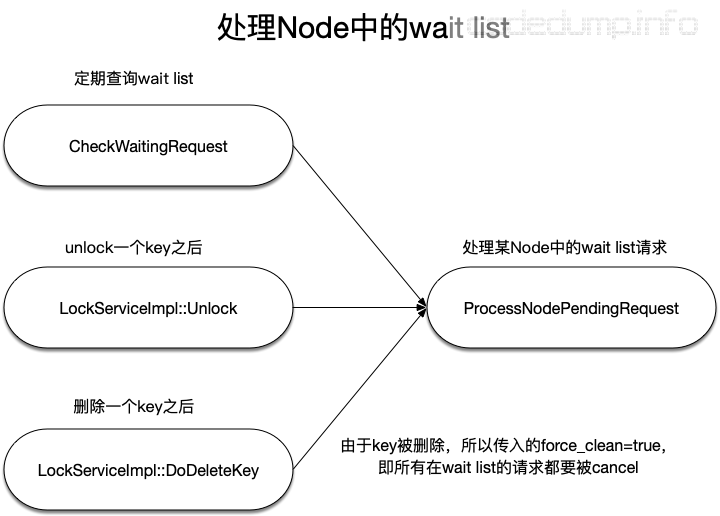 处理Node中的wait list
codedump.info
定期查询wait list
CheckWaitingRequest
unlock一个key之后
处理某Node中的wait list请求
LockServiceImpl::Unlock
ProcessNodePendingRequest
删除一个key之后
由于key被删除，所以传入的force_clean=true，
即所有在wait list的请求都要被cancel
LockServiceImpl::DoDeleteKey